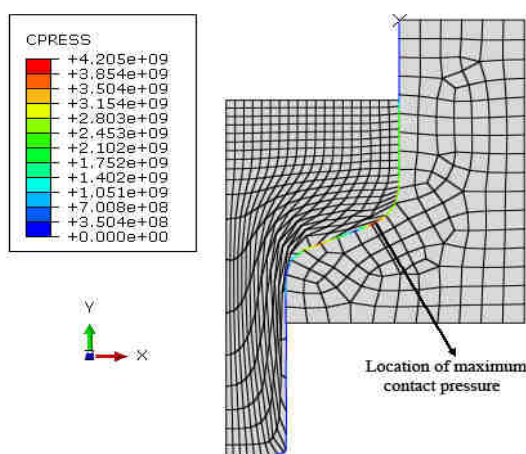 CPRESS
+4.205e+09
+3.854e+09
+3.504e+09
+3.154e+09
+2.803e+09
+2.453e+09
+2.102e+09
+1.752e+09
+1.402e+09
+1.051e+09
+7.008e+08
+3.504e+08
+0.000e+00
Y
X
Location of maximum
contact pressure